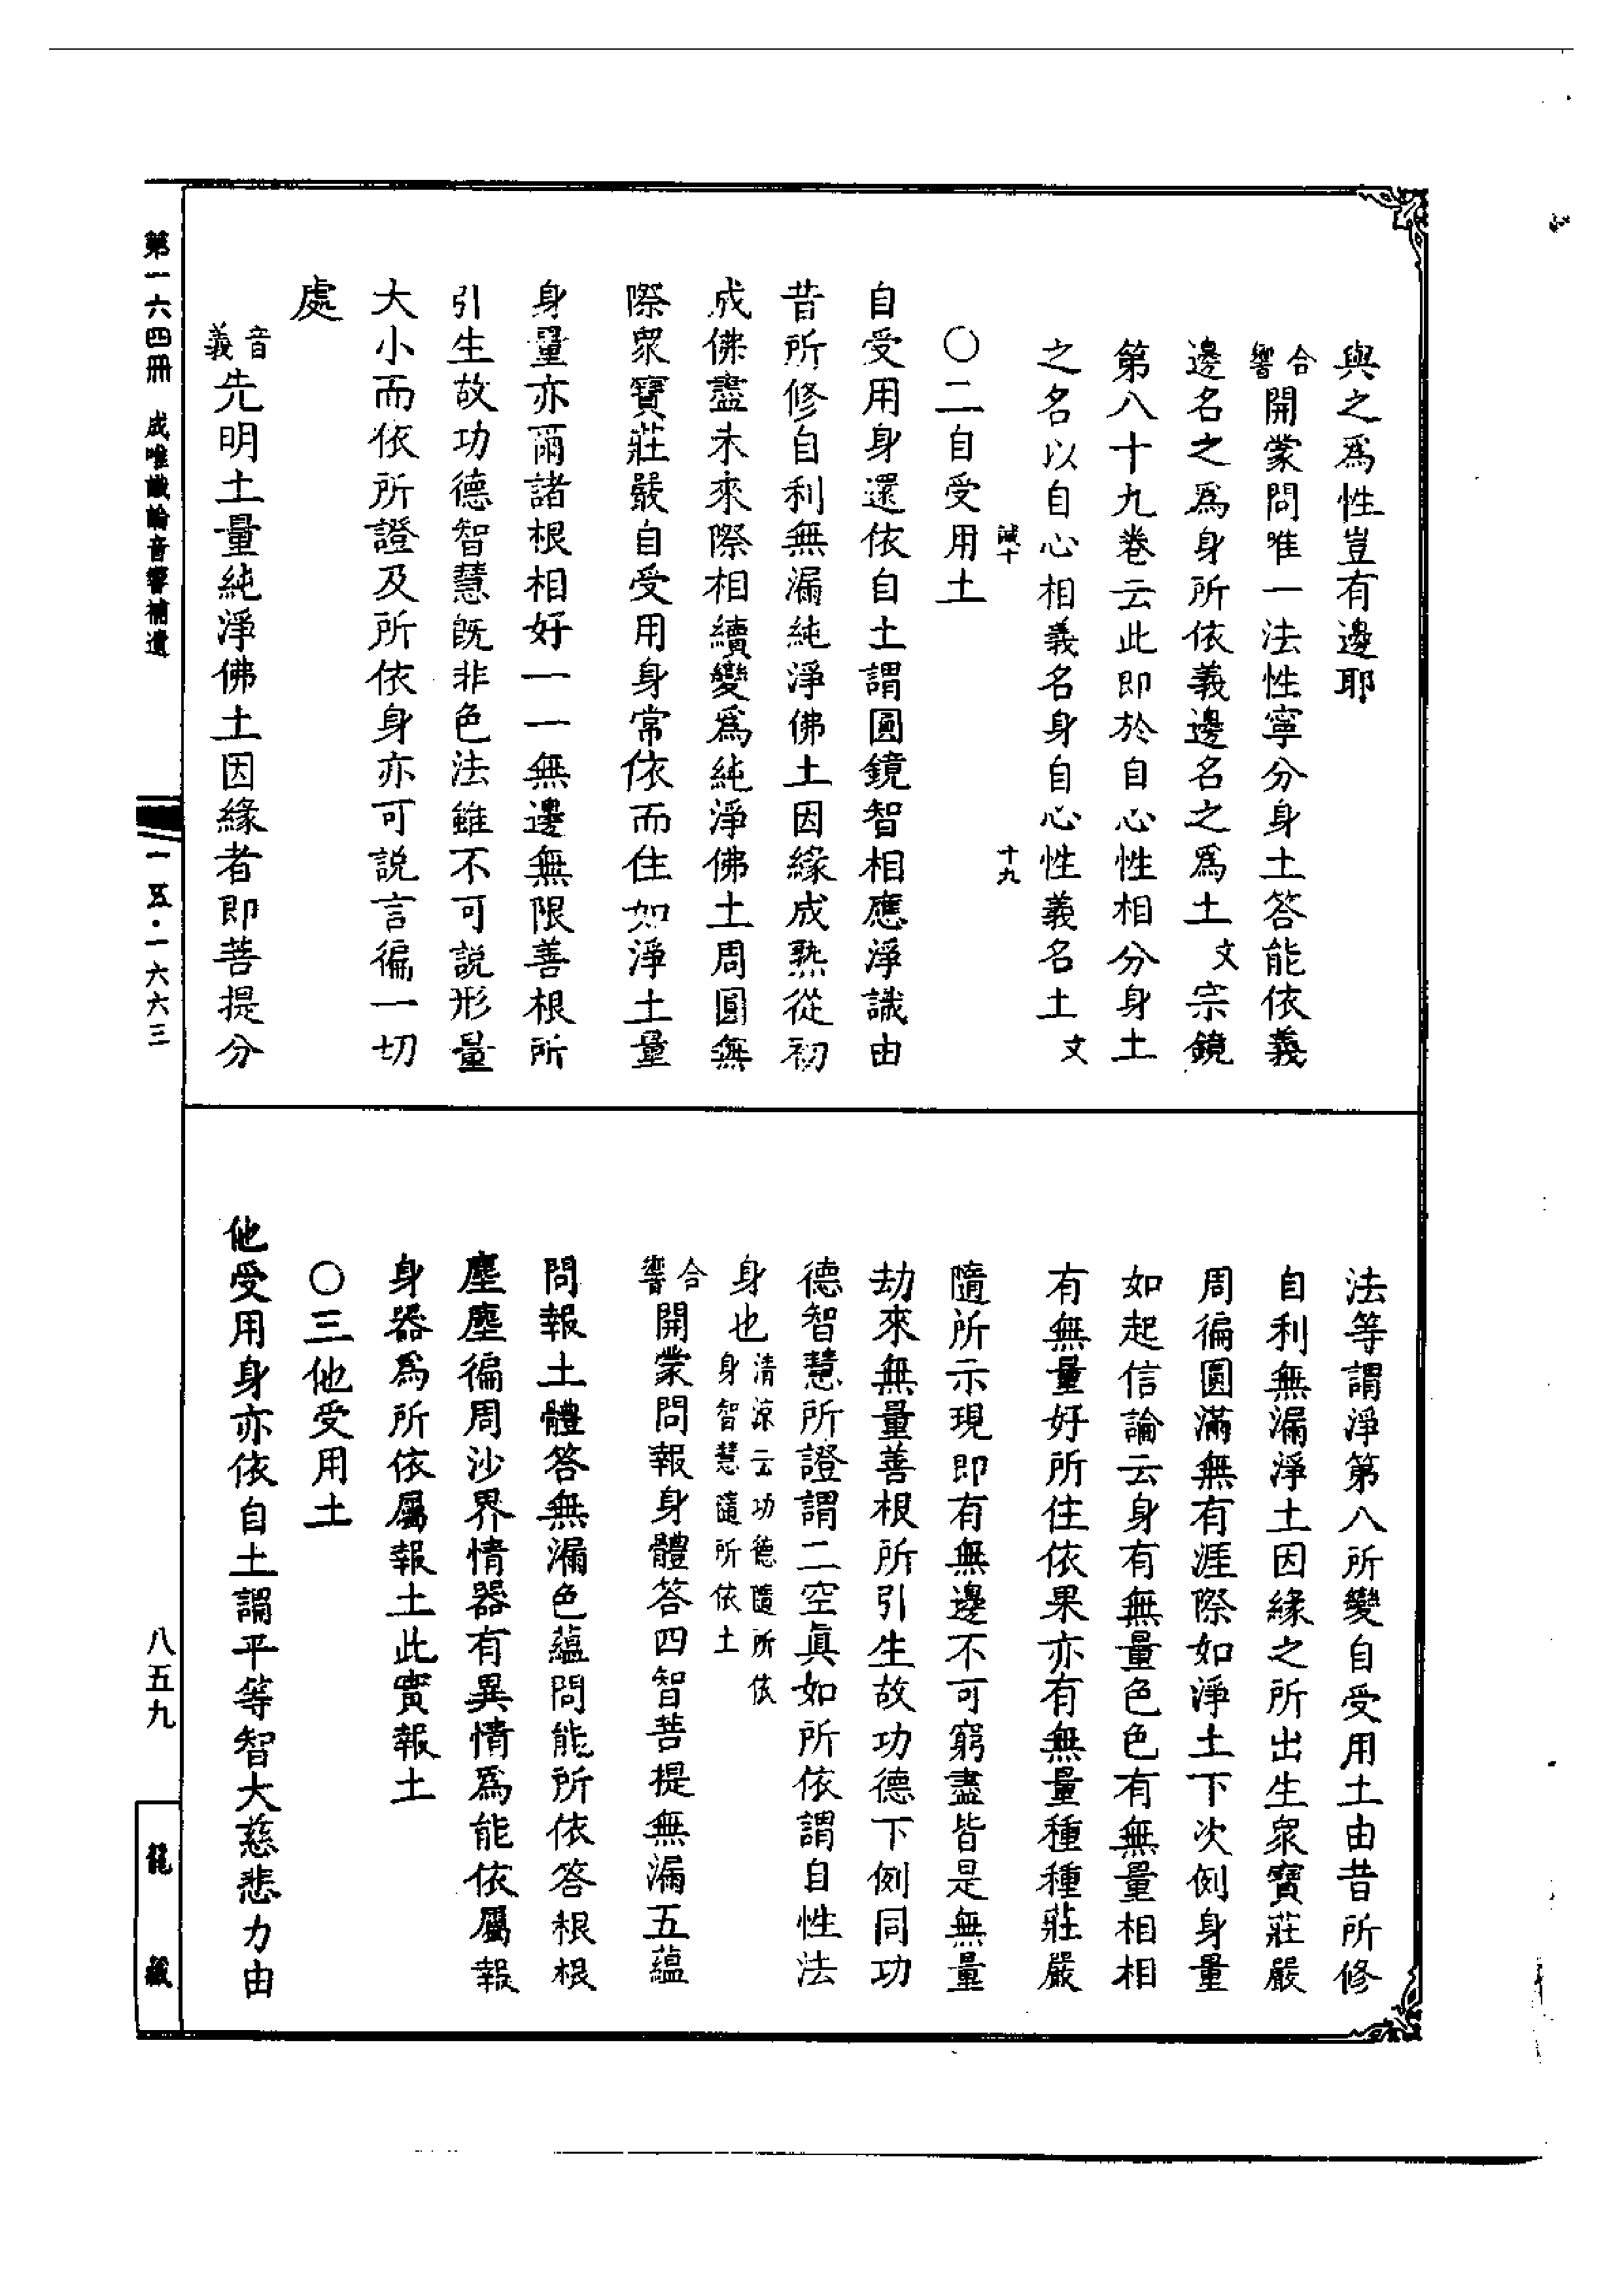 與之爲性豈有邊耶
合響開蒙問唯一法性寧分身土答能依義
邊名之爲身所依義邊名之爲土文宗鏡
第八十九卷云此即於自心性相分身土
之名以自心相義名身自心性義名土文
誠十 十九
〇二自受用土
自受用身還依自土謂圓鏡智相應淨識由
昔所修自利無漏純淨佛土因緣成熟從初
成佛盡未來際相續變爲純淨佛土周圓無
際眾寶莊嚴自受用身常依而住如淨土量
身量亦爾諸根相好一一無邊無限善根所
引生故功德智慧既非色法雖不可説形量
大小而依所證及所依身亦可説言徧一切
處
音義先明土量純淨佛土因緣者即菩提分
法等謂淨第八所變自受用土由昔所修
自利無漏淨土因緣之所出生眾寶莊嚴
周徧圓滿無有涯際如淨土下次例身量
如起信論云身有無量色色有無量相相
有無量好所住依果亦有無量種種莊嚴
隨所示現即有無邊不可窮盡皆是無量
劫來無量善根所引生故功德下例同功
德智慧所證謂二空眞如所依謂自性法
身也清涼云功德隨所依身智慧隨所依土
合響開蒙問報身體答四智菩提無漏五蘊
問報土體答無漏色蘊問能所依答根根
塵塵徧周沙界情器有異情爲能依屬報
身器爲所依屬報土此實報土
〇三他受用土
他受用身亦依自土謂平等智大慈悲力由
第一六四冊 成唯識論音響補遺
一五·一六六三
八五九
龍藏